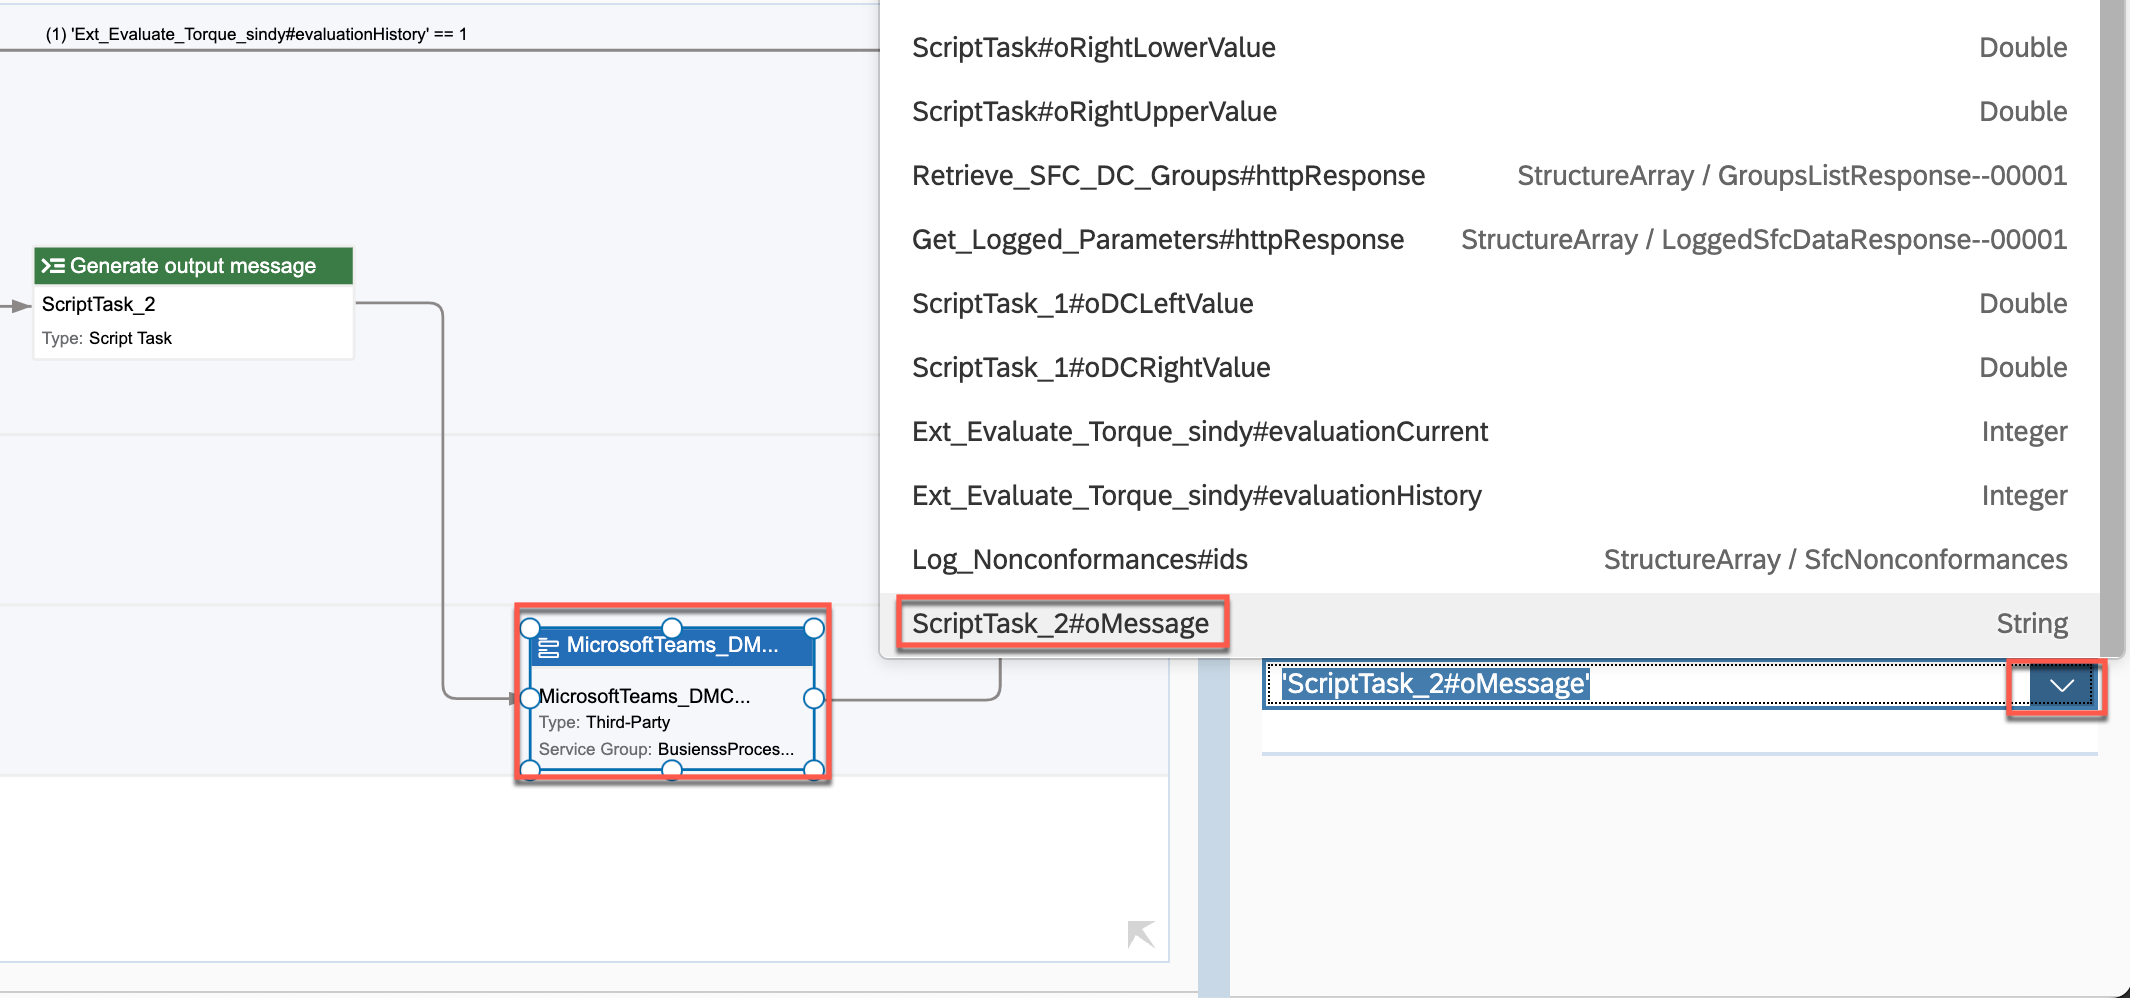 (1) 'Ext_Evaluate_Torque_sindy#evaluationHistory' == 1
Generate output message
ScriptTask_2
Type: Script Task
MicrosoftTeams_DM...
MicrosoftTeams_DMC...
Type: Third-Party
Service Group: BusienssProces...
ScriptTask#oRightLowerValue Double
ScriptTask#oRightUpperValue Double
Retrieve_SFC_DC_Groups#httpResponse StructureArray / GroupsListResponse--00001
Get_Logged_Parameters#httpResponse StructureArray / LoggedSfcDataResponse--00001
ScriptTask_1#oDCLeftValue Double
ScriptTask_1#oDCRightValue Double
Ext_Evaluate_Torque_sindy#evaluationCurrent Integer
Ext_Evaluate_Torque_sindy#evaluationHistory Integer
Log_Nonconformances#ids StructureArray / SfcNonconformances
ScriptTask_2#oMessage String
'ScriptTask_2#oMessage'